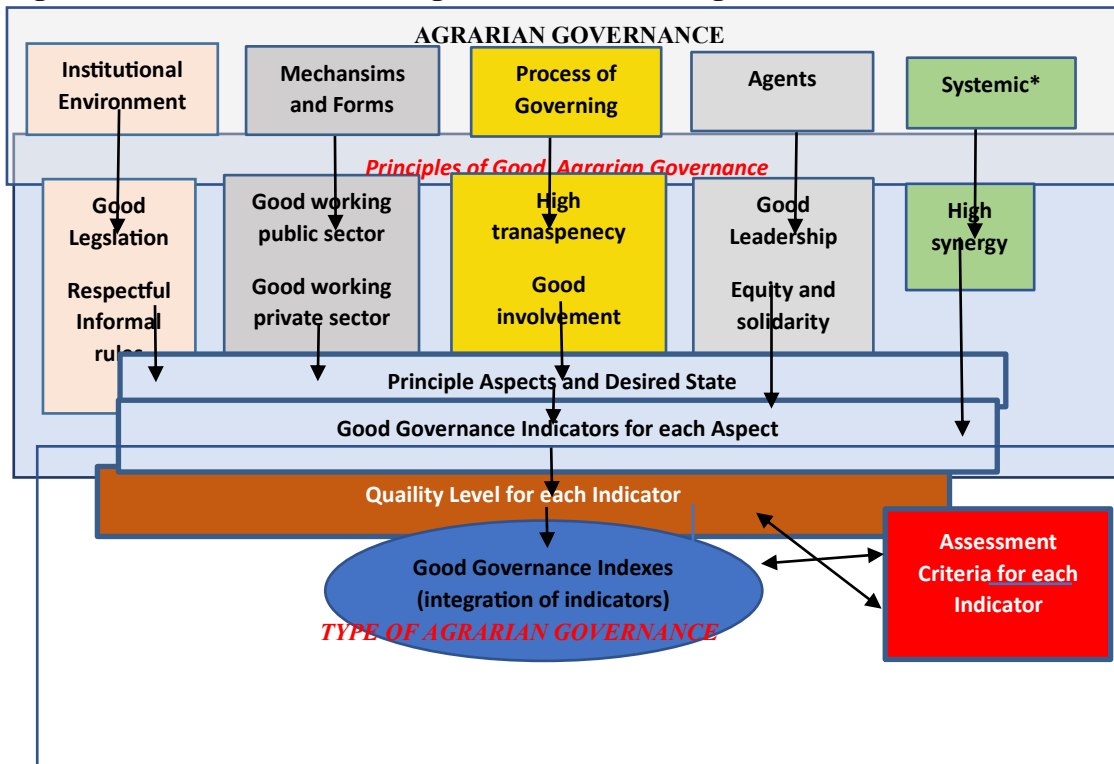 AGRARIAN GOVERNANCE
Institutional
Environment
Mechansims
and Forms
Process of
Governing
Agents
Systemic*
Principles of Good Agrarian Governance
Good
Legslation
Respectful
Informal
rules
Good working
public sector
Good working
private sector
High
tranaspenecy
Good
involvement
Good
Leadership
Equity and
solidarity
High
synergy
Principle Aspects and Desired State
Good Governance Indicators for each Aspect
Quaility Level for each Indicator
Good Governance Indexes
(integration of indicators)
TYPE OF AGRARIAN GOVERNANCE
Assessment
Criteria for each
Indicator